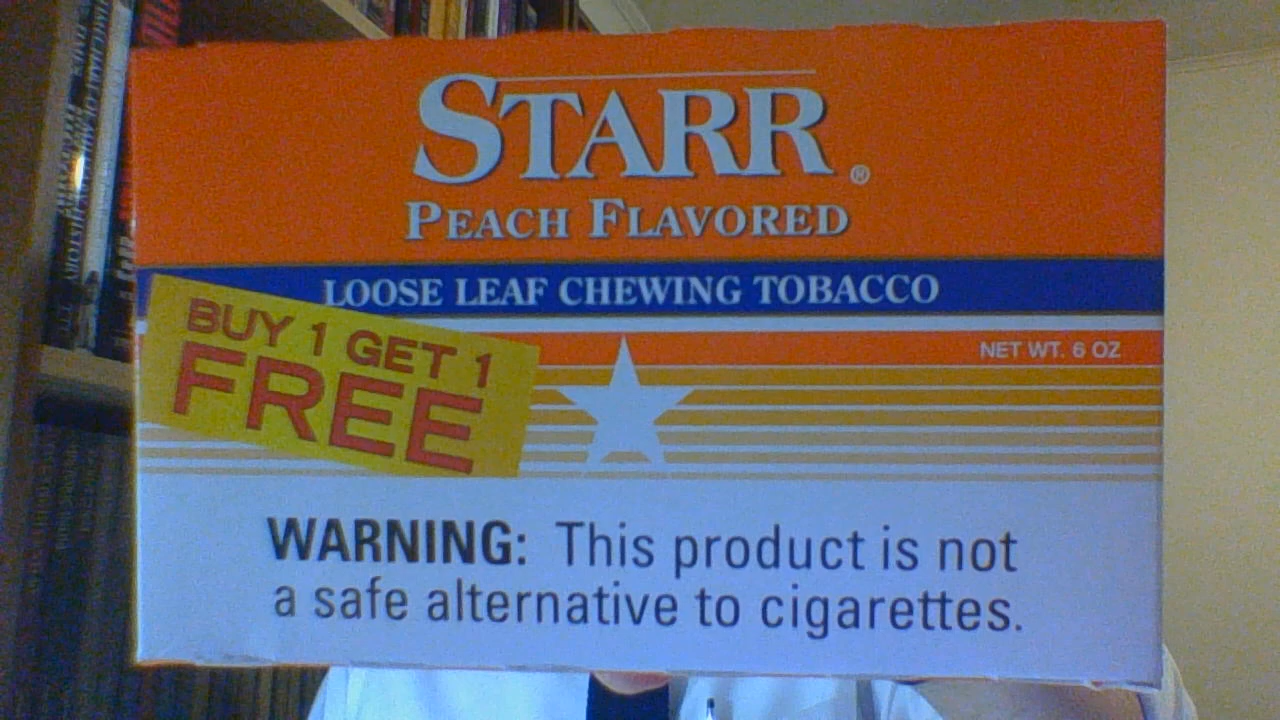 STARR®
PEACH FLAVORED
LOOSE LEAF CHEWING TOBACCO
BUY 1 GET 1
FREE
NET WT. 6 OZ
WARNING: This product is not
a safe alternative to cigarettes.